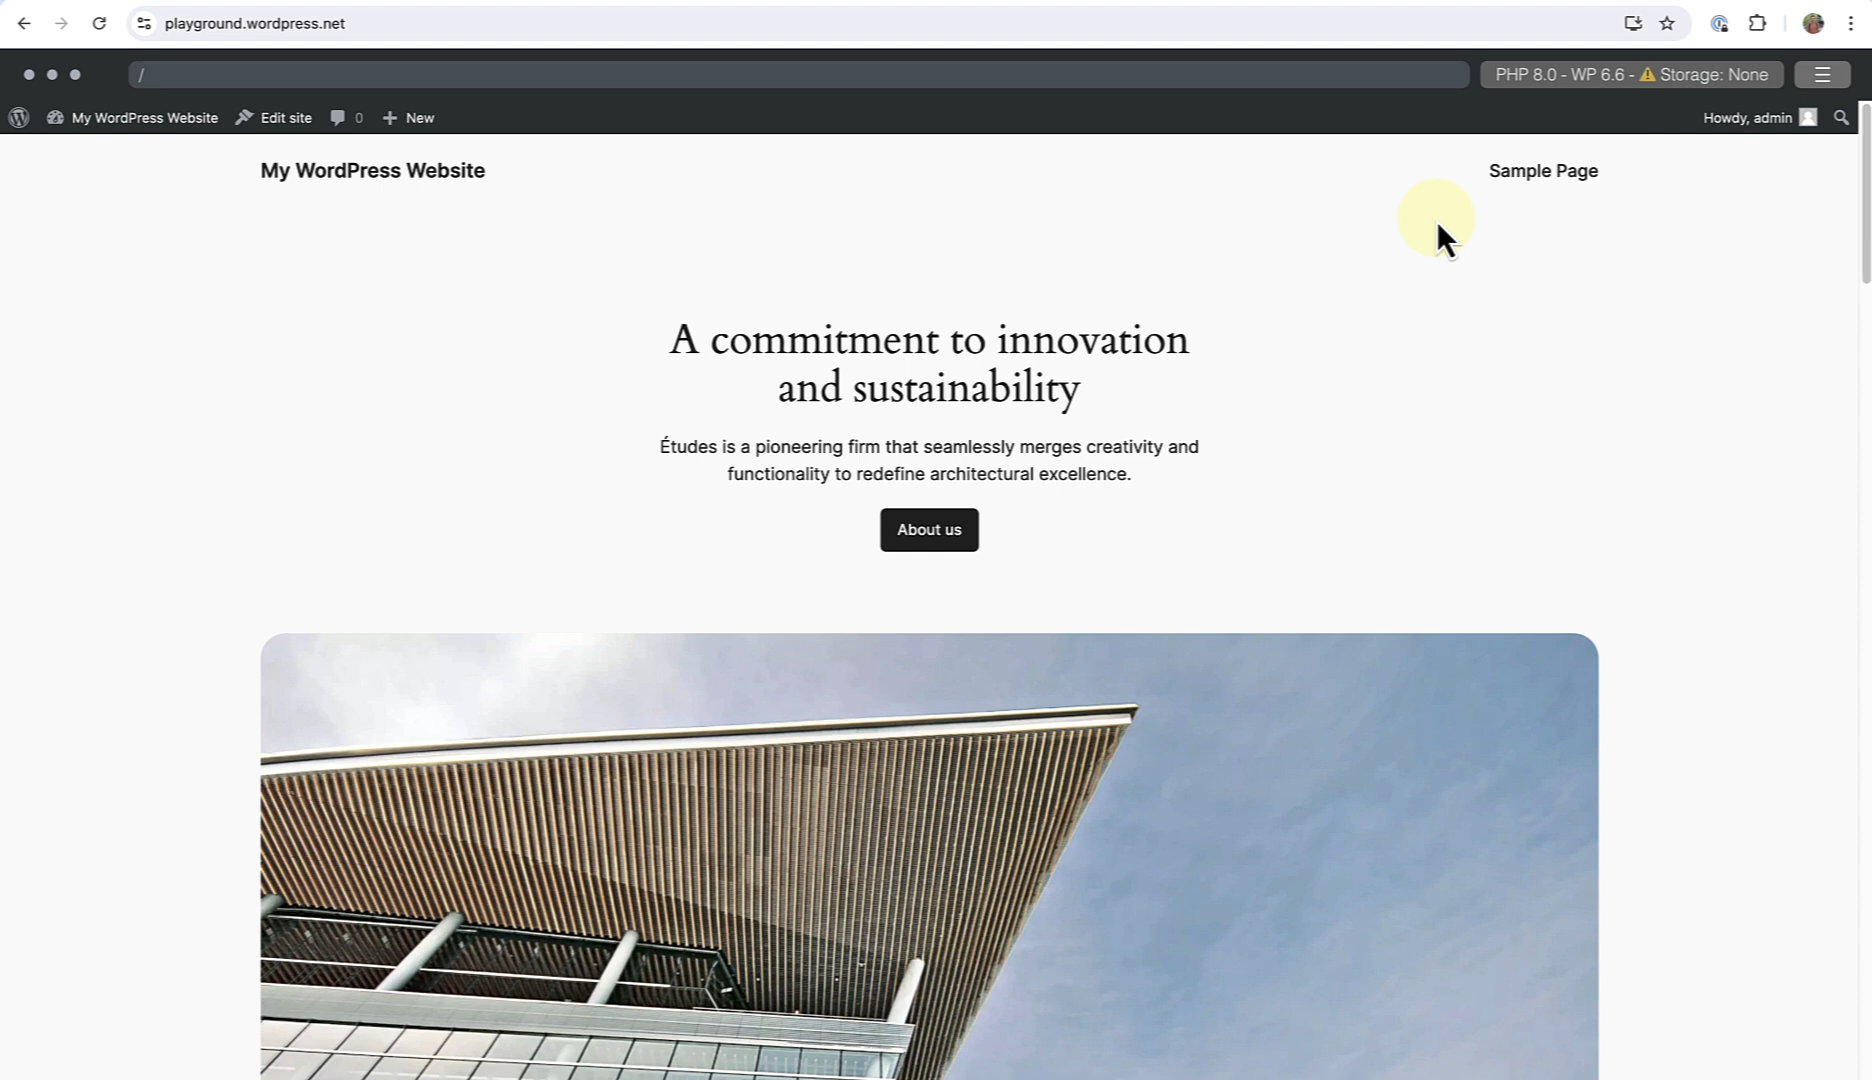 playground.wordpress.net
/
PHP 8.0 - WP 6.6 - ⚠️ Storage: None
My WordPress Website
Edit site
0
New
Howdy, admin
My WordPress Website
Sample Page
A commitment to innovation
and sustainability
Études is a pioneering firm that seamlessly merges creativity and
functionality to redefine architectural excellence.
About us